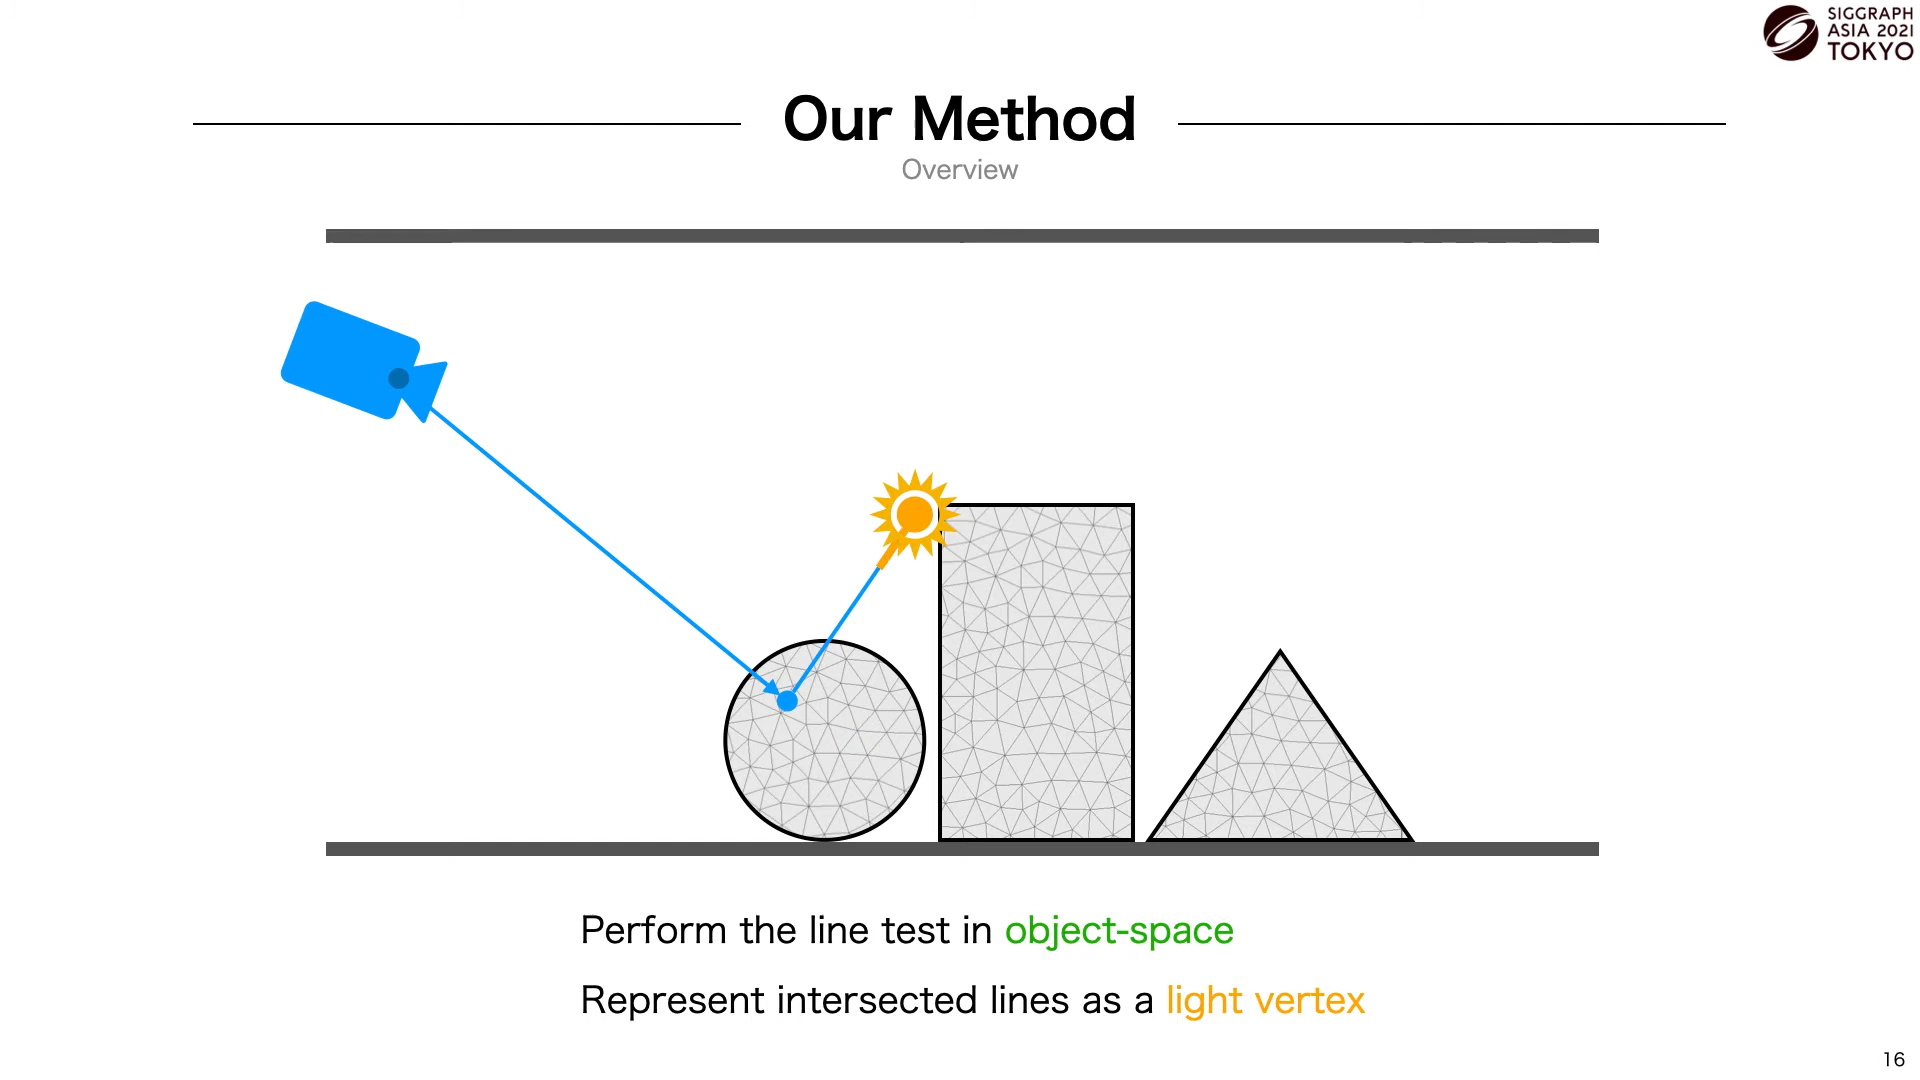 SIGGRAPH
ASIA 2021
TOKYO
Our Method
Overview
Perform the line test in object-space
Represent intersected lines as a light vertex
16